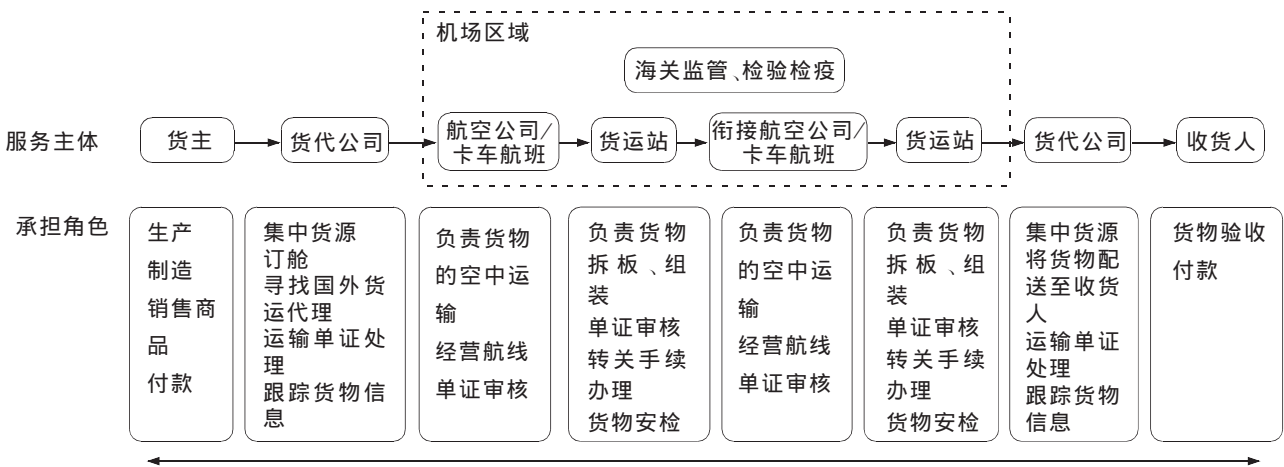 机场区域
海关监管、检验检疫
服务主体
货主
货代公司
航空公司/
卡车航班
货运站
衔接航空公司/
卡车航班
货运站
货代公司
收货人
承担角色
生产
制造
销售商
品
付款
集中货源
订舱
寻找国外货
运代理
运输单证处
理
跟踪货物信
息
负责货物
的空中运
输
经营航线
单证审核
负责货物
拆板、组
装
单证审核
转关手续
办理
货物安检
负责货物
的空中运
输
经营航线
单证审核
负责货物
拆板、组
装
单证审核
转关手续
办理
货物安检
集中货源
将货物配
送至收货
人
运输单证
处理
跟踪货物
信息
货物验收
付款